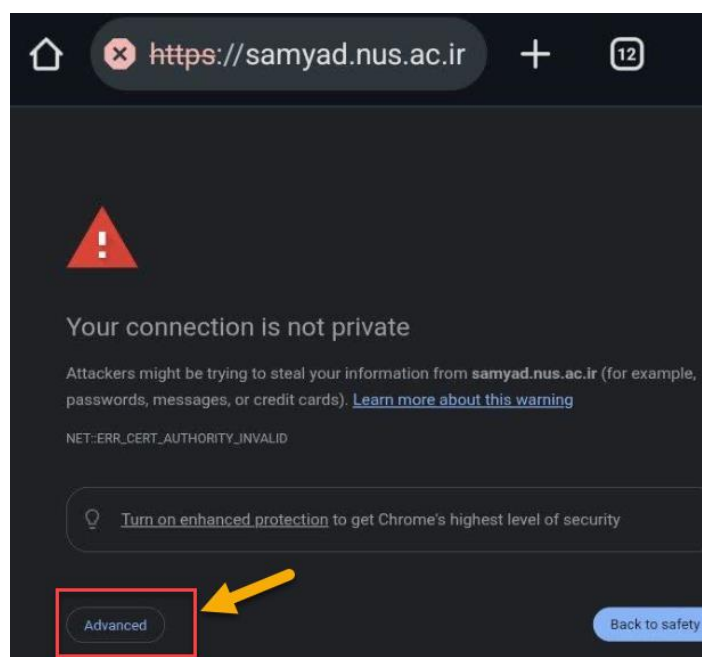 https://samyad.nus.ac.ir
12
Your connection is not private
Attackers might be trying to steal your information from samyad.nus.ac.ir (for example,
passwords, messages, or credit cards). Learn more about this warning
NET::ERR_CERT_AUTHORITY_INVALID
Turn on enhanced protection to get Chrome's highest level of security
Advanced
Back to safety